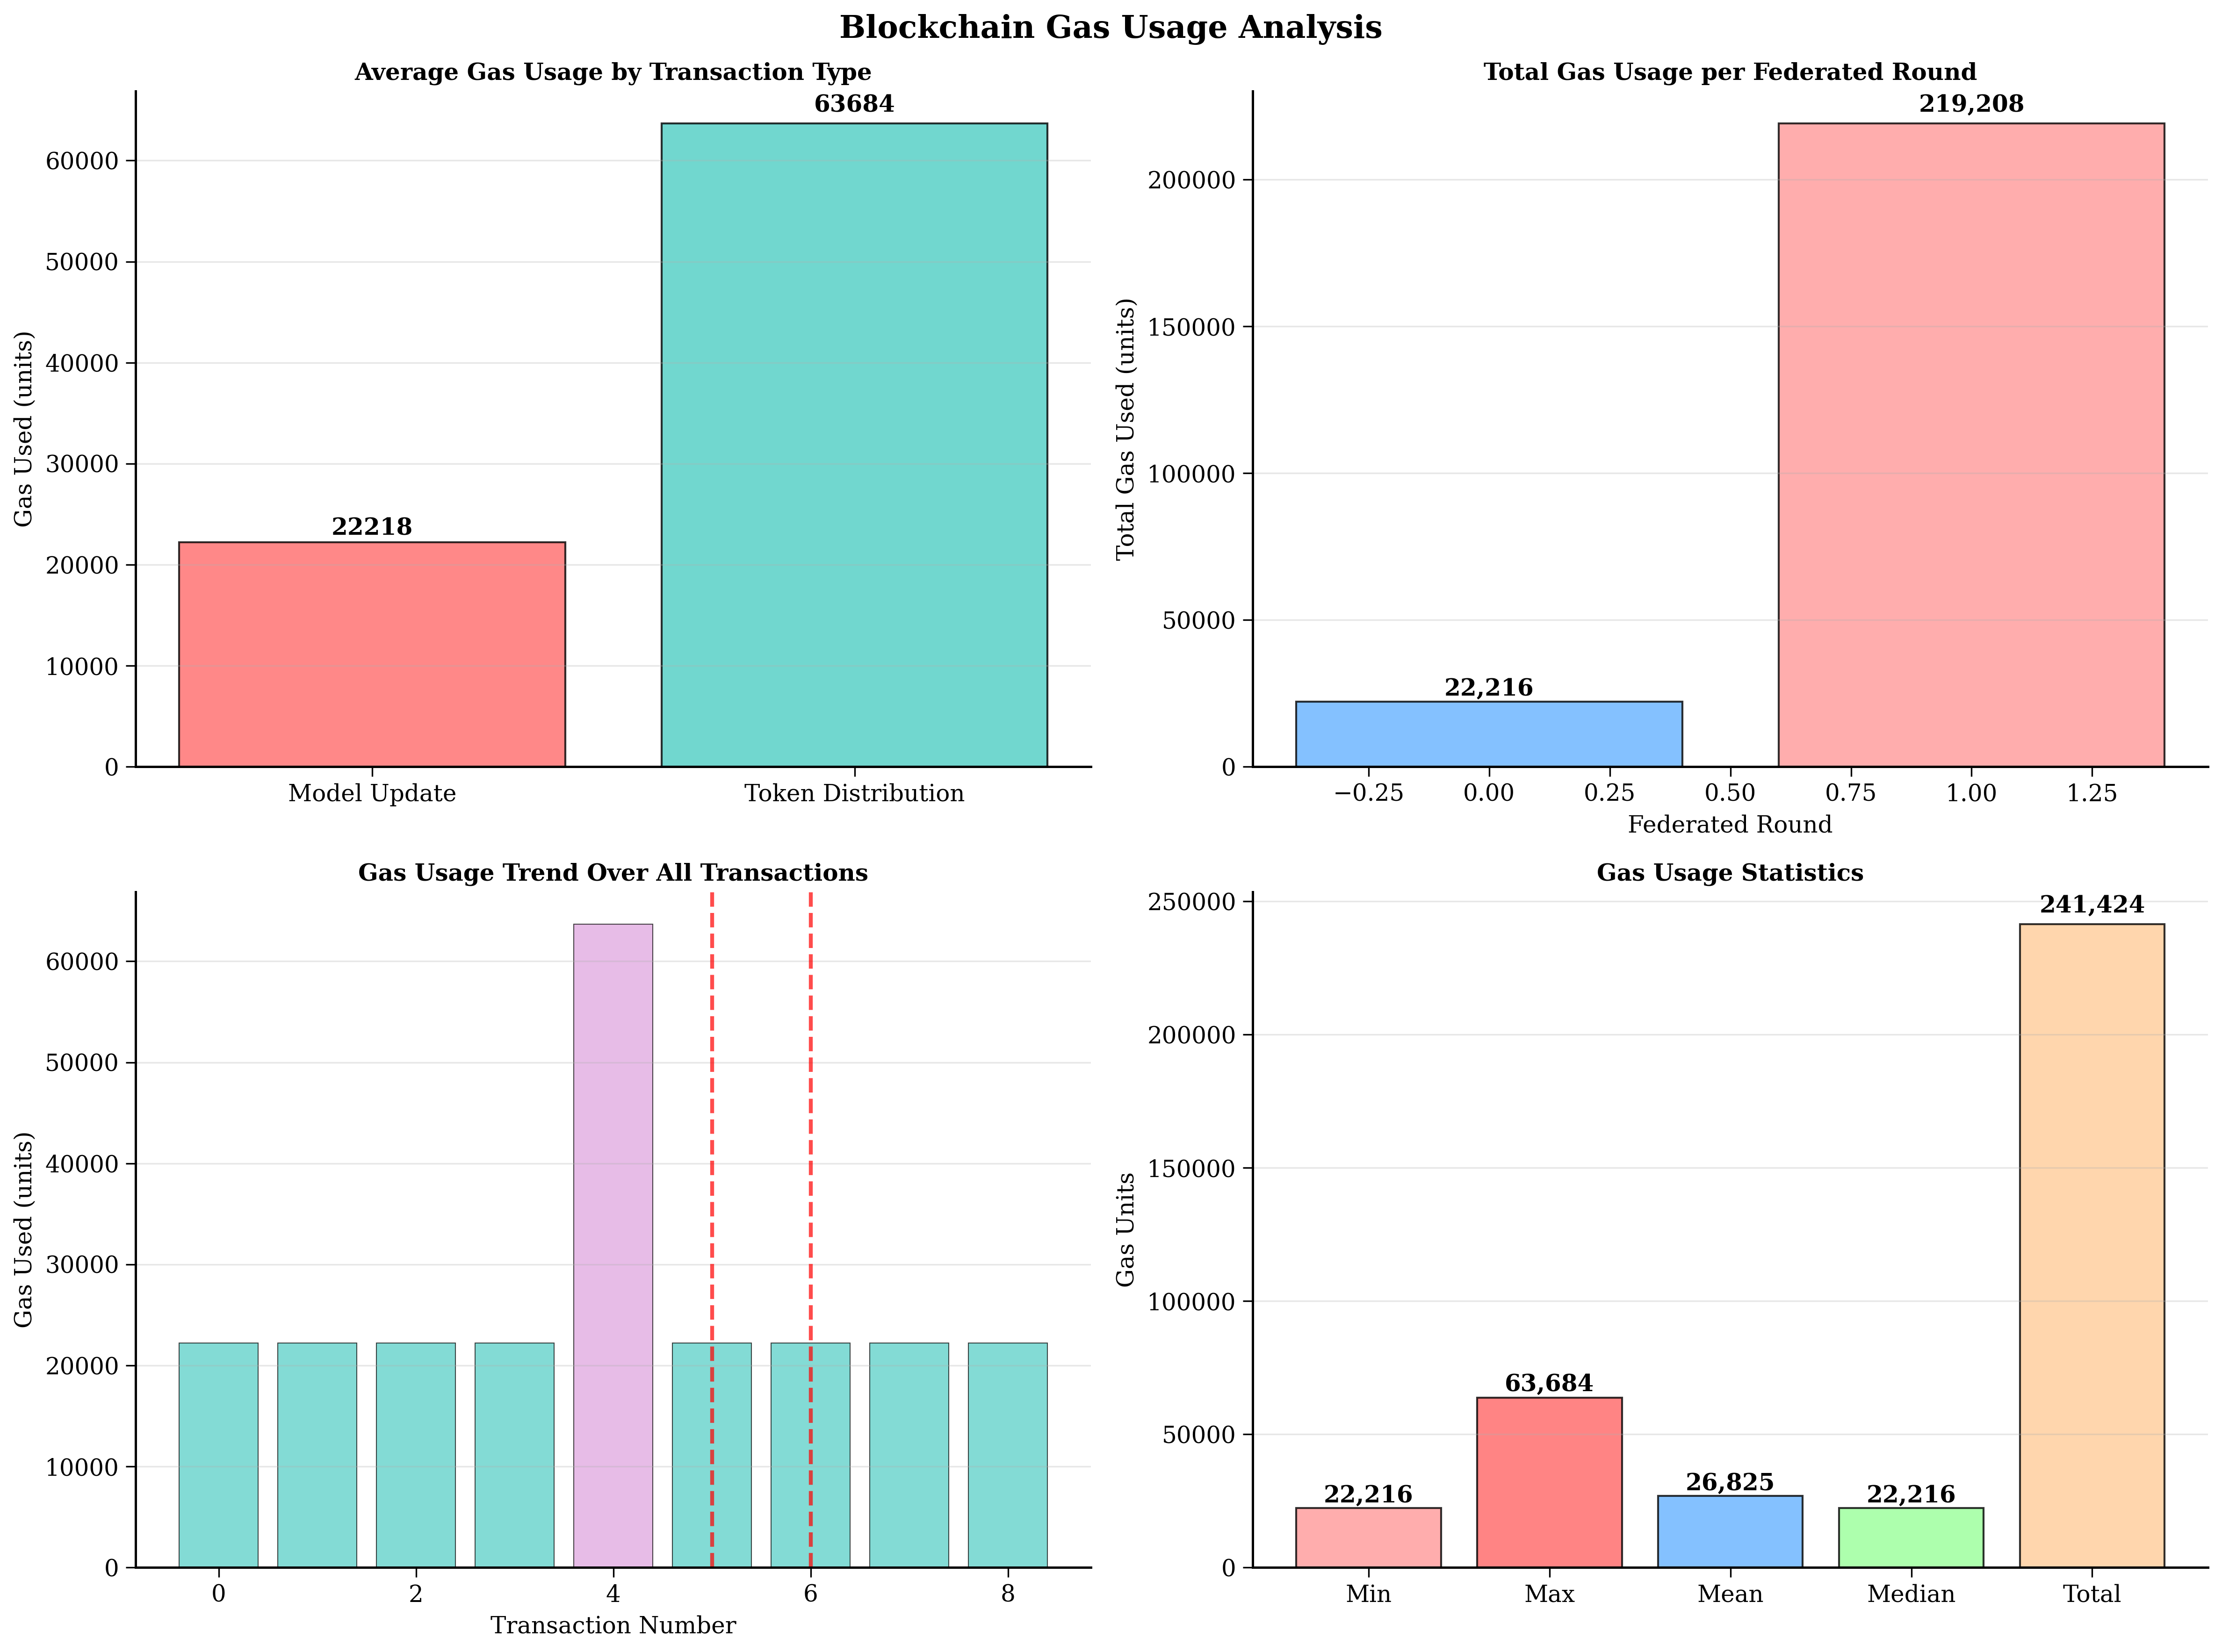 Blockchain Gas Usage Analysis
Average Gas Usage by Transaction Type
Gas Used (units)
60000
50000
40000
30000
20000
10000
0
22218
63684
Model Update
Token Distribution
Total Gas Usage per Federated Round
Total Gas Used (units)
200000
150000
100000
50000
0
22,216
219,208
−0.25
0.00
0.25
0.50
0.75
1.00
1.25
Federated Round
Gas Usage Trend Over All Transactions
Gas Used (units)
60000
50000
40000
30000
20000
10000
0
0
2
4
6
8
Transaction Number
Gas Usage Statistics
Gas Units
250000
200000
150000
100000
50000
0
22,216
63,684
26,825
22,216
241,424
Min
Max
Mean
Median
Total